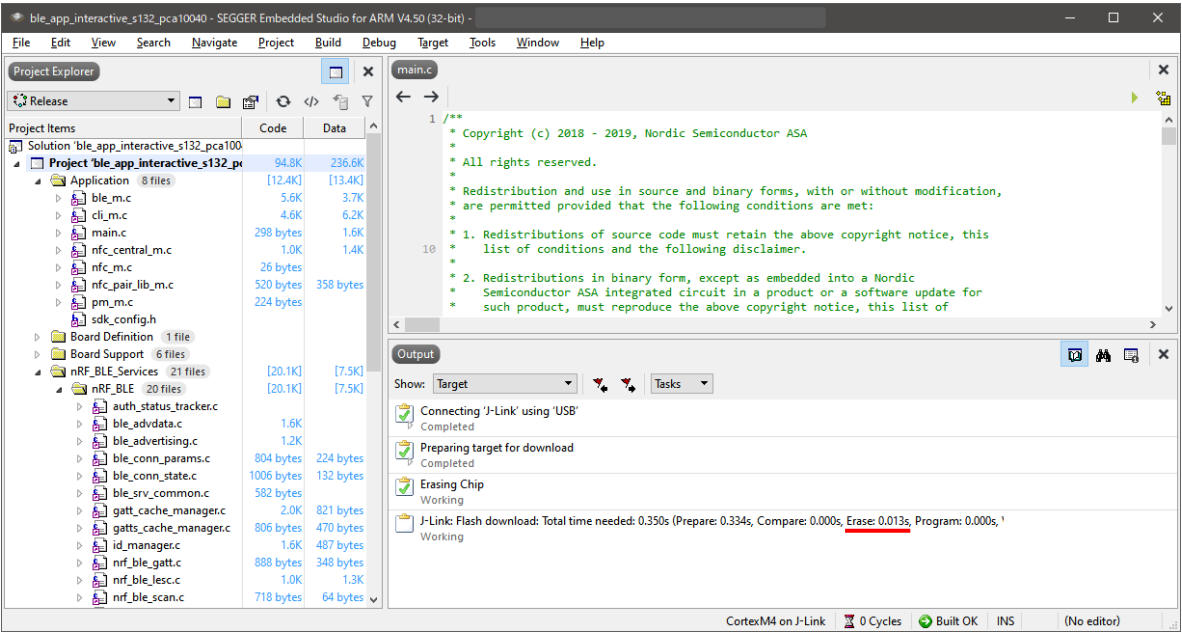 ble_app_interactive_s132_pca10040 - SEGGER Embedded Studio for ARM V4.50 (32-bit) -
File Edit View Search Navigate Project Build Debug Target Tools Window Help
Project Explorer
Release
Project Items Code Data
Solution 'ble_app_interactive_s132_pca100
Project 'ble_app_interactive_s132_pc 94.8K 236.6K
Application 8 files [12.4K] [13.4K]
ble_m.c 5.6K 3.7K
cli_m.c 4.6K 6.2K
main.c 298 bytes 1.6K
nfc_central_m.c 1.0K 1.4K
nfc_m.c 26 bytes
nfc_pair_lib_m.c 520 bytes 358 bytes
pm_m.c 224 bytes
sdk_config.h
Board Definition 1 file
Board Support 6 files
nRF_BLE_Services 21 files [20.1K] [7.5K]
nRF_BLE 20 files [20.1K] [7.5K]
auth_status_tracker.c
ble_advdata.c 1.6K
ble_advertising.c 1.2K
ble_conn_params.c 804 bytes 224 bytes
ble_conn_state.c 1006 bytes 132 bytes
ble_srv_common.c 582 bytes
gatt_cache_manager.c 2.0K 821 bytes
gatts_cache_manager.c 806 bytes 470 bytes
id_manager.c 1.6K 487 bytes
nrf_ble_gatt.c 888 bytes 348 bytes
nrf_ble_lesc.c 1.0K 1.3K
nrf_ble_scan.c 718 bytes 64 bytes
main.c
1 /**
* Copyright (c) 2018 - 2019, Nordic Semiconductor ASA
*
* All rights reserved.
*
* Redistribution and use in source and binary forms, with or without modification,
* are permitted provided that the following conditions are met:
*
* 1. Redistributions of source code must retain the above copyright notice, this
10 * list of conditions and the following disclaimer.
*
* 2. Redistributions in binary form, except as embedded into a Nordic
* Semiconductor ASA integrated circuit in a product or a software update for
* such product, must reproduce the above copyright notice, this list of
Output
Show: Target Tasks
Connecting 'J-Link' using 'USB'
Completed
Preparing target for download
Completed
Erasing Chip
Working
J-Link: Flash download: Total time needed: 0.350s (Prepare: 0.334s, Compare: 0.000s, Erase: 0.013s, Program: 0.000s,
Working
CortexM4 on J-Link 0 Cycles Built OK INS (No editor)